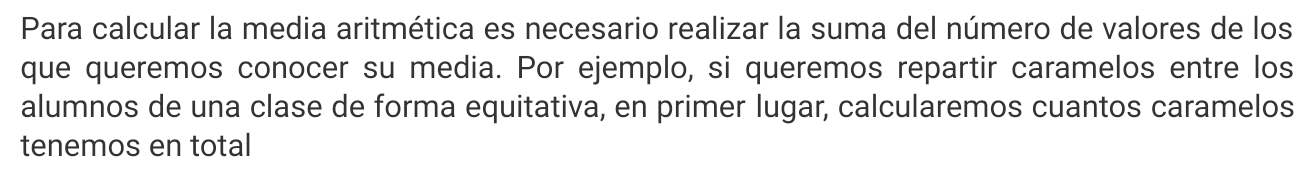 Para calcular la media aritmética es necesario realizar la suma del número de valores de los
que queremos conocer su media. Por ejemplo, si queremos repartir caramelos entre los
alumnos de una clase de forma equitativa, en primer lugar, calcularemos cuantos caramelos
tenemos en total